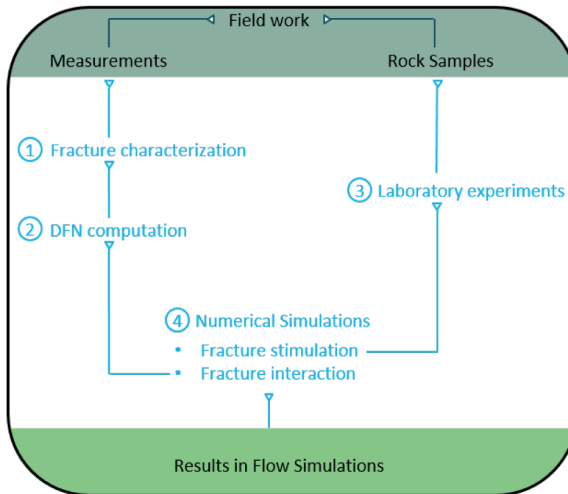 Field work
Measurements
Rock Samples
1 Fracture characterization
3 Laboratory experiments
2 DFN computation
4 Numerical Simulations
• Fracture stimulation
• Fracture interaction
Results in Flow Simulations